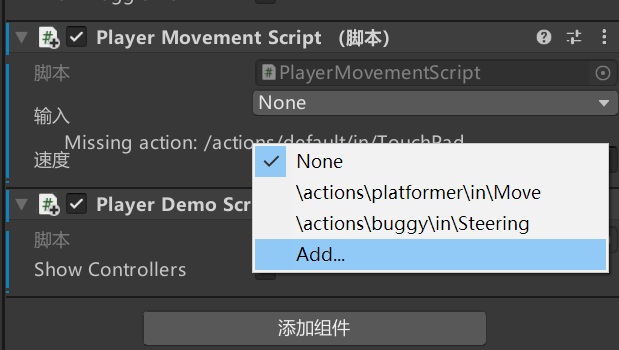 Player Movement Script (脚本)
脚本 PlayerMovementScript
输入 None
Missing action: /actions/default/in/TouchPad
速度
None
\actions\platformer\in\Move
\actions\buggy\in\Steering
Add...
Player Demo Scr
脚本
Show Controllers
添加组件